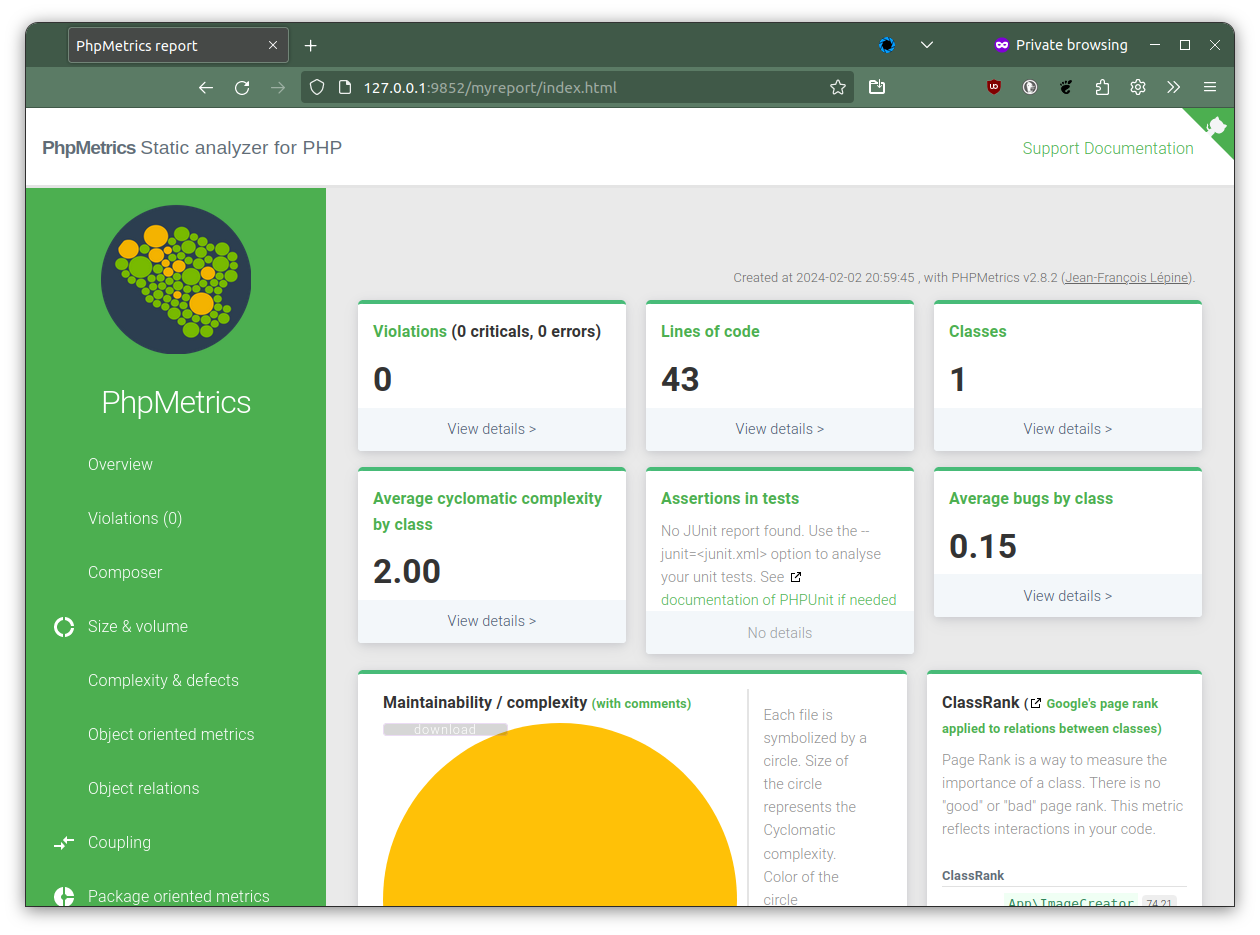 PhpMetrics report
Private browsing
127.0.0.1:9852/myreport/index.html
PhpMetrics Static analyzer for PHP
Support Documentation
PhpMetrics
Overview
Violations (0)
Composer
Size & volume
Complexity & defects
Object oriented metrics
Object relations
Coupling
Package oriented metrics
Created at 2024-02-02 20:59:45 , with PHPMetrics v2.8.2 (Jean-François Lépine).
Violations (0 criticals, 0 errors)
0
View details >
Lines of code
43
View details >
Classes
1
View details >
Average cyclomatic complexity
by class
2.00
View details >
Assertions in tests
No JUnit report found. Use the --
junit=<junit.xml> option to analyse
your unit tests. See
documentation of PHPUnit if needed
No details
Average bugs by class
0.15
View details >
Maintainability / complexity (with comments)
download
Each file is
symbolized by a
circle. Size of
the circle
represents the
Cyclomatic
complexity.
Color of the
circle
ClassRank (Google's page rank
applied to relations between classes)
Page Rank is a way to measure the
importance of a class. There is no
"good" or "bad" page rank. This metric
reflects interactions in your code.
ClassRank
App\ImageCreator 74.21